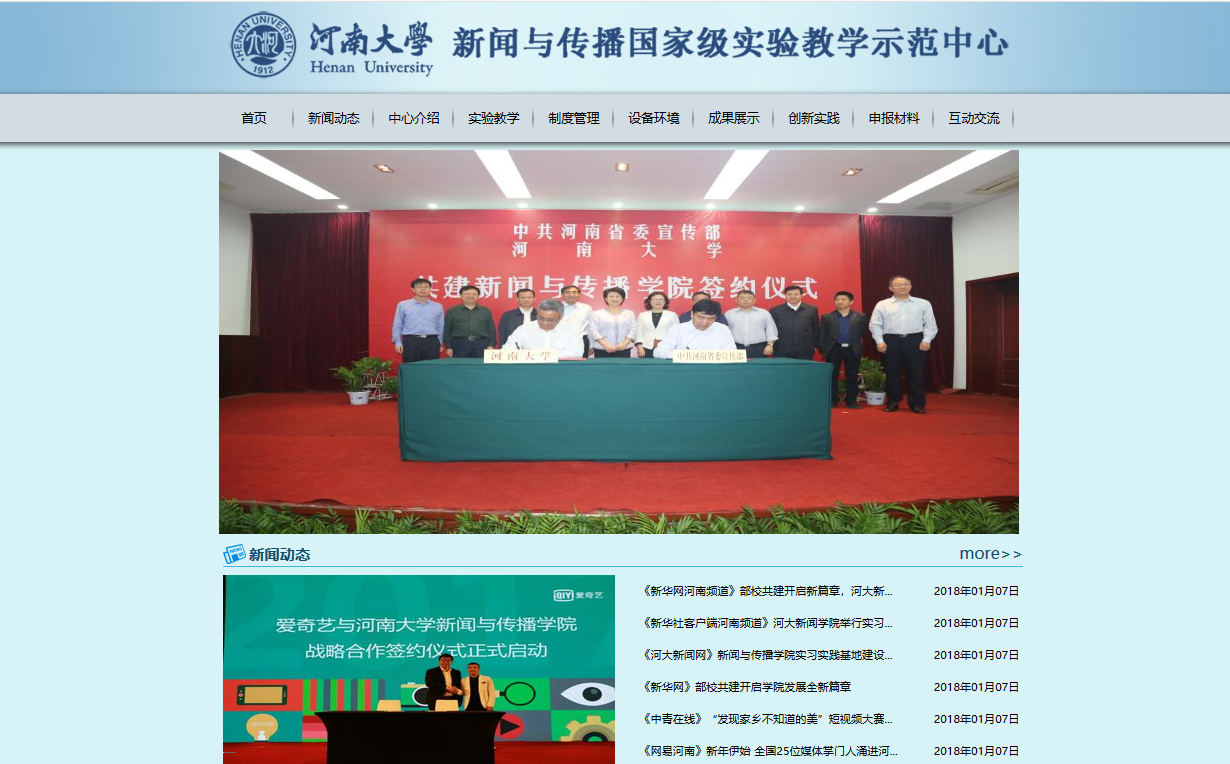 HENAN UNIVERSITY
1912
河南大學
Henan University
新闻与传播国家级实验教学示范中心
首页 新闻动态 中心介绍 实验教学 制度管理 设备环境 成果展示 创新实践 申报材料 互动交流
中共河南省委宣传部
河南大学
共建新闻与传播学院签约仪式
河南大学 中共河南省委宣传部
新闻动态 more>>
QIY 爱奇艺
爱奇艺与河南大学新闻与传播学院
战略合作签约仪式正式启动
《新华网河南频道》部校共建开启新篇章，河大新... 2018年01月07日
《新华社客户端河南频道》河大新闻学院举行实习... 2018年01月07日
《河大新闻网》新闻与传播学院实习实践基地建设... 2018年01月07日
《新华网》部校共建开启学院发展全新篇章 2018年01月07日
《中青在线》“发现家乡不知道的美”短视频大赛... 2018年01月07日
《网易河南》新年伊始 全国25位媒体掌门人涌进河... 2018年01月07日